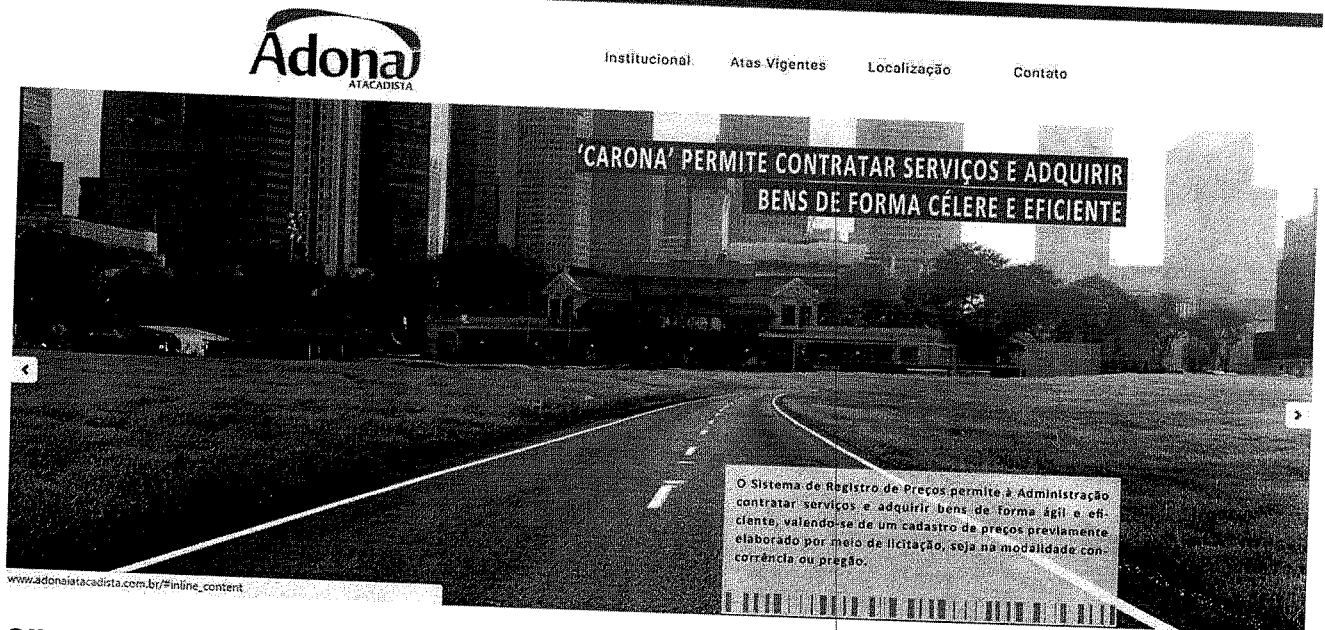 Adonai
ATACADISTA
Institucional
Atas Vigentes
Localização
Contato
'CARONA' PERMITE CONTRATAR SERVIÇOS E ADQUIRIR
BENS DE FORMA CÉLERE E EFICIENTE
O Sistema de Registro de Preços permite à Administração
contratar serviços e adquirir bens de forma ágil e efi-
ciente, valendo-se de um cadastro de preços previamente
elaborado por meio de licitação, seja na modalidade con-
corrência ou pregão.
www.adonaiatacadista.com.br/#inline_content